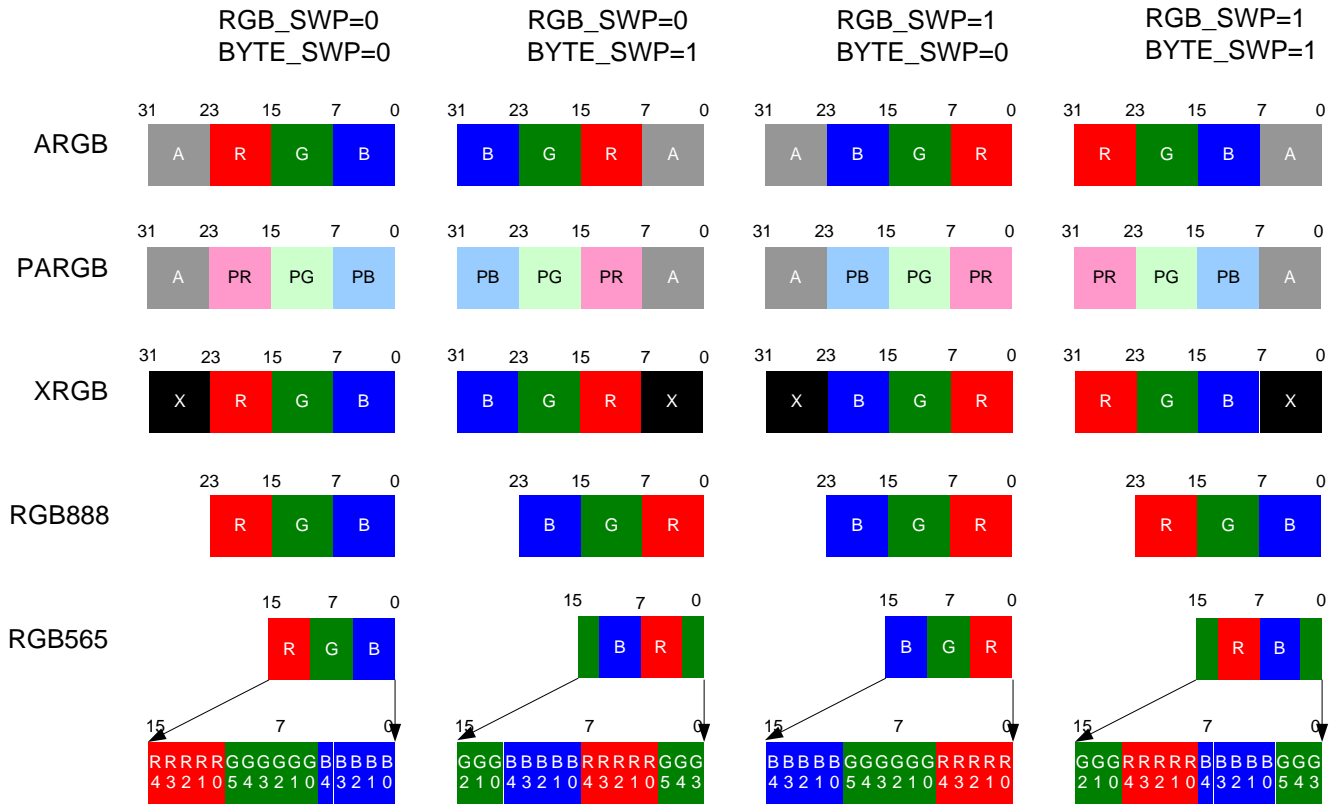 RGB_SWP=0 RGB_SWP=0 RGB_SWP=1 RGB_SWP=1
BYTE_SWP=0 BYTE_SWP=1 BYTE_SWP=0 BYTE_SWP=1
31 23 15 7 0 31 23 15 7 0 31 23 15 7 0 31 23 15 7 0
ARGB A R G B B G R A A B G R R G B A
31 23 15 7 0 31 23 15 7 0 31 23 15 7 0 31 23 15 7 0
PARGB A PR PG PB PB PG PR A A PB PG PR PR PG PB A
31 23 15 7 0 31 23 15 7 0 31 23 15 7 0 31 23 15 7 0
XRGB X R G B B G R X X B G R R G B X
23 15 7 0 23 15 7 0 23 15 7 0 23 15 7 0
RGB888 R G B B G R B G R R G B
15 7 0 15 7 0 15 7 0 15 7 0
RGB565 R G B B R B G R R B
15 7 0 15 7 0 15 7 0 15 7 0
R R R R R G G G G G G B B B B B G G G B B B B B R R R R R G G G B B B B B G G G G G G R R R R R G G G R R R R R B B B B B G G G
4 3 2 1 0 5 4 3 2 1 0 4 3 2 1 0 2 1 0 4 3 2 1 0 4 3 2 1 0 5 4 3 4 3 2 1 0 5 4 3 2 1 0 4 3 2 1 0 2 1 0 4 3 2 1 0 4 3 2 1 0 5 4 3